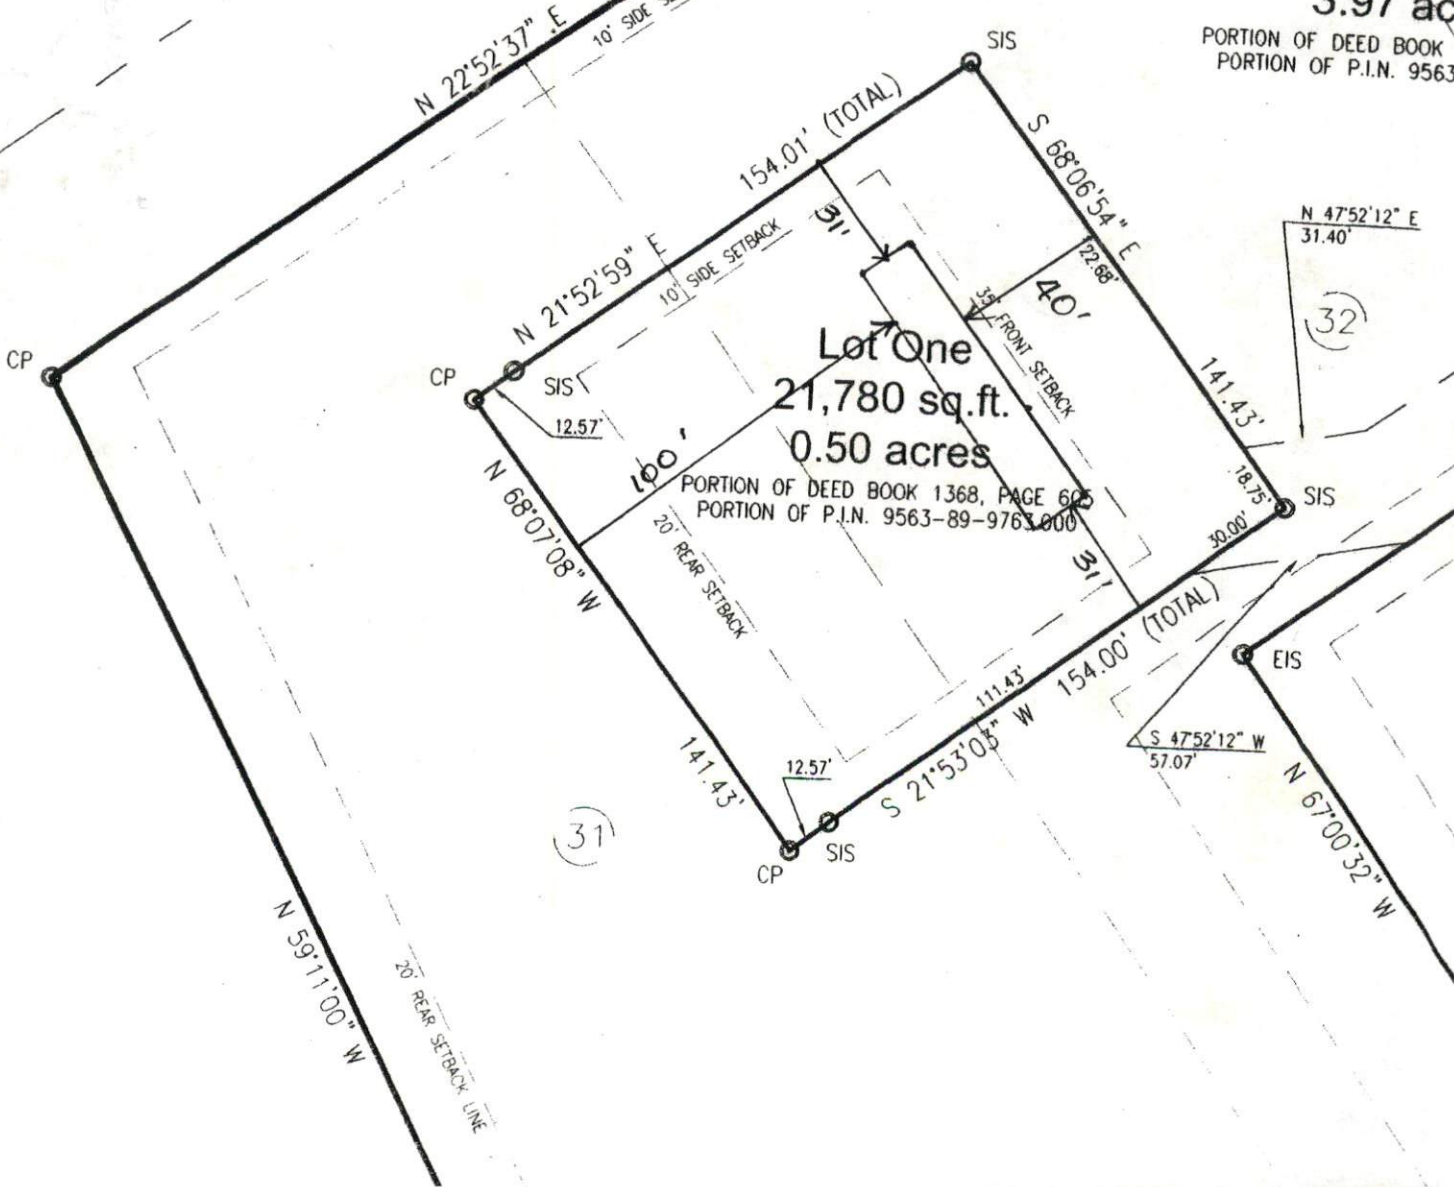 N 22°52'37" E
10' SIDE
3.97 ac
PORTION OF DEED BOOK
PORTION OF P.I.N. 9563
SIS
154.01' (TOTAL)
S 68°06'54" E
N 47°52'12" E
31.40'
32
31'
22.68'
40'
N 21°52'59" E
10' SIDE SETBACK
35' FRONT SETBACK
CP
CP
SIS
12.57'
Lot One
21,780 sq.ft.
0.50 acres
PORTION OF DEED BOOK 1368, PAGE 605
PORTION OF P.I.N. 9563-89-9763.000
100'
141.43'
18.75'
SIS
30.00'
N 68°07'08" W
20' REAR SETBACK
31'
154.00' (TOTAL)
111.43'
S 21°53'03" W
EIS
S 47°52'12" W
57.07'
141.43'
12.57'
31
CP
SIS
N 67°00'32" W
N 59°11'00" W
20' REAR SETBACK LINE